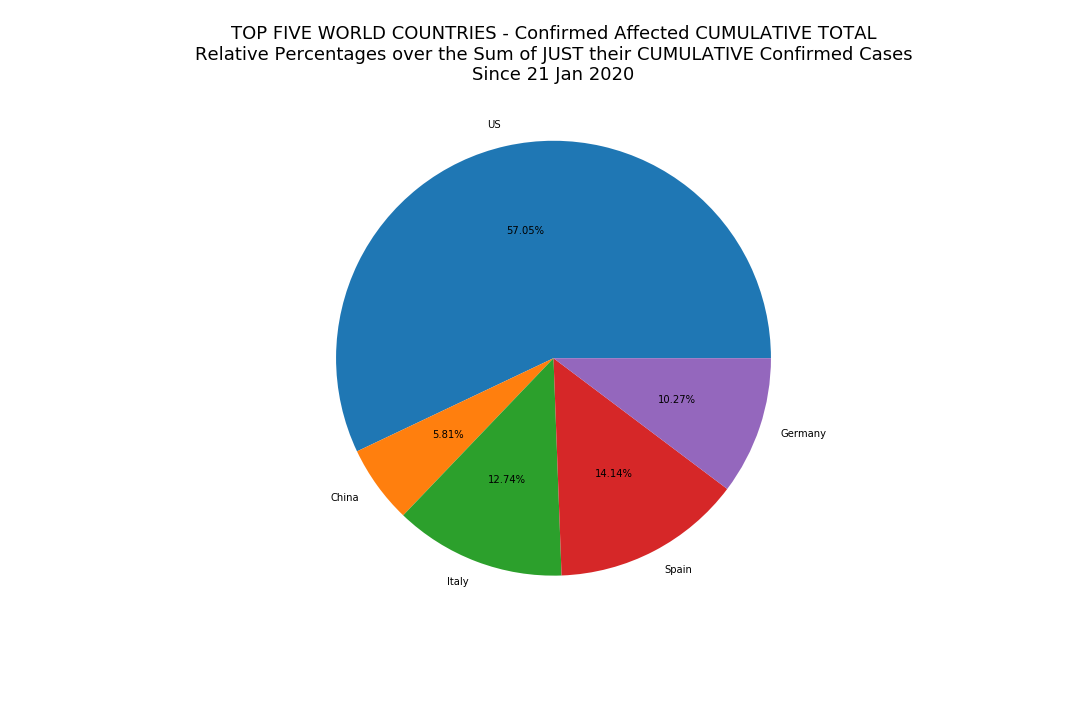 TOP FIVE WORLD COUNTRIES - Confirmed Affected CUMULATIVE TOTAL
Relative Percentages over the Sum of JUST their CUMULATIVE Confirmed Cases
Since 21 Jan 2020
US
57.05%
10.27%
Germany
5.81%
China
12.74%
14.14%
Italy
Spain